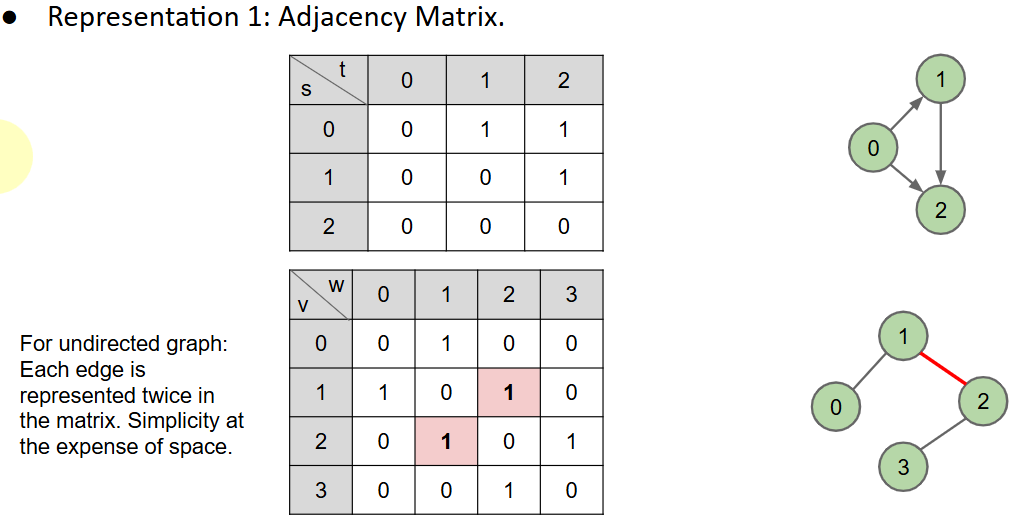 ● Representation 1: Adjacency Matrix.
s t 0 1 2
0 0 1 1
1 0 0 1
2 0 0 0
1
0
2
v w 0 1 2 3
0 0 1 0 0
1 1 0 1 0
2 0 1 0 1
3 0 0 1 0
For undirected graph:
Each edge is
represented twice in
the matrix. Simplicity at
the expense of space.
1
2
0
3